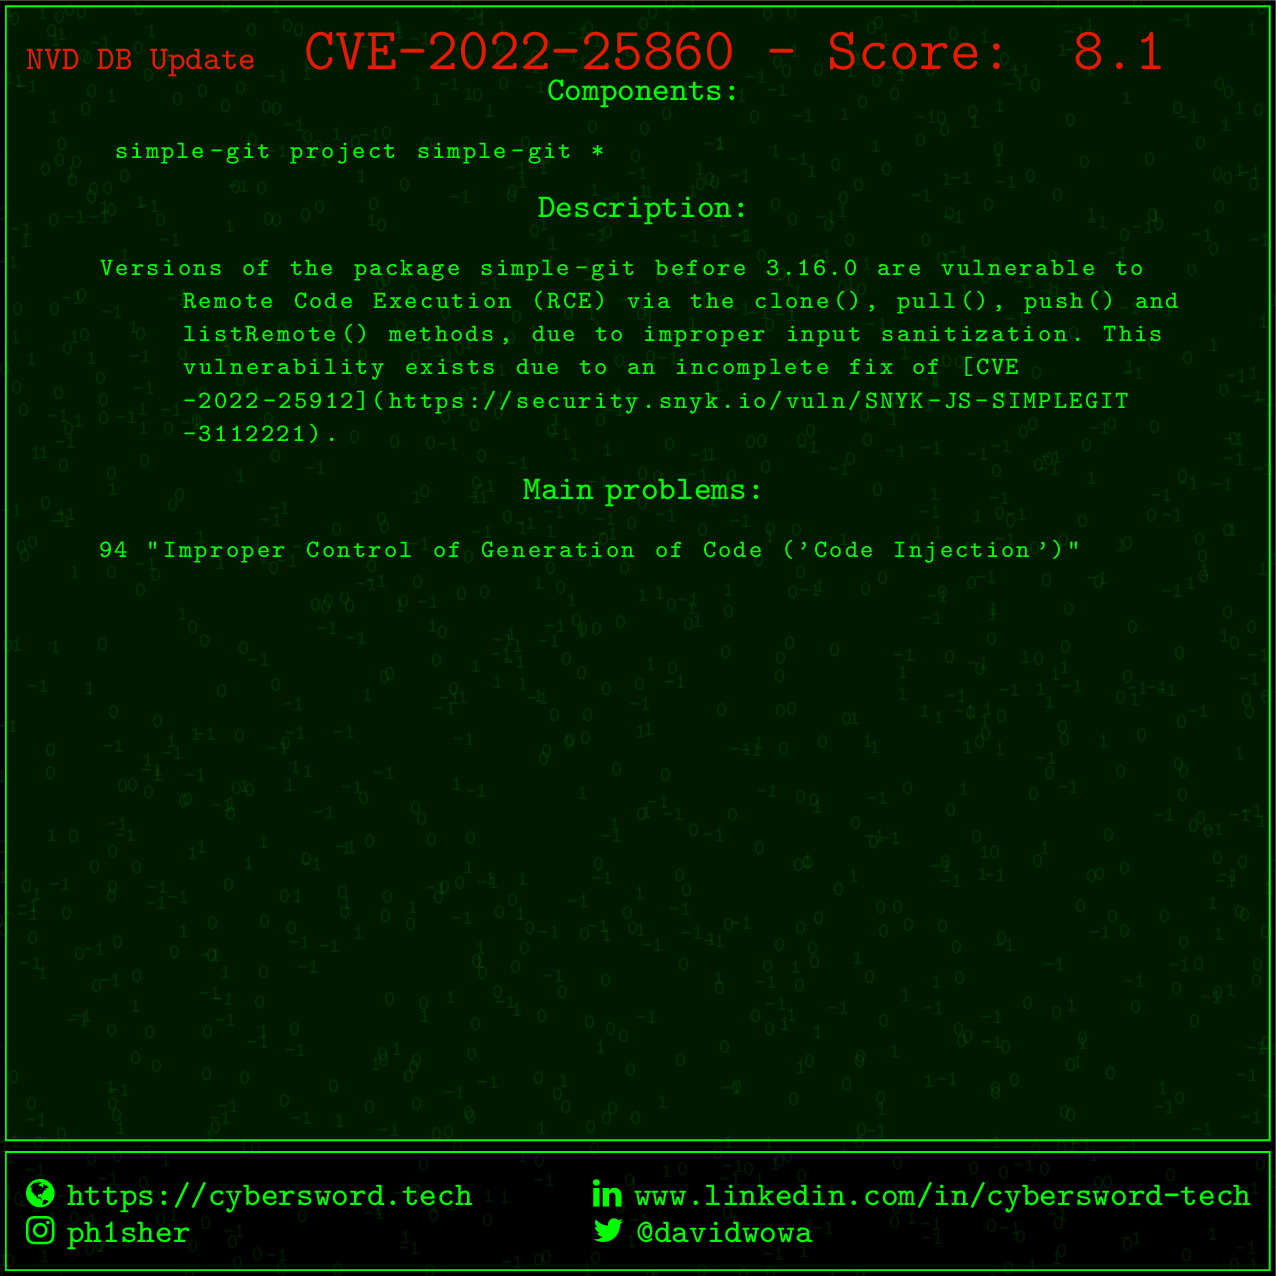 NVD DB Update CVE-2022-25860 - Score: 8.1
Components:
simple-git project simple-git *
Description:
Versions of the package simple-git before 3.16.0 are vulnerable to
Remote Code Execution (RCE) via the clone(), pull(), push() and
listRemote() methods, due to improper input sanitization. This
vulnerability exists due to an incomplete fix of [CVE
-2022-25912](https://security.snyk.io/vuln/SNYK-JS-SIMPLEGIT
-3112221).
Main problems:
94 "Improper Control of Generation of Code ('Code Injection')"
https://cybersword.tech
www.linkedin.com/in/cybersword-tech
ph1sher
@davidwowa